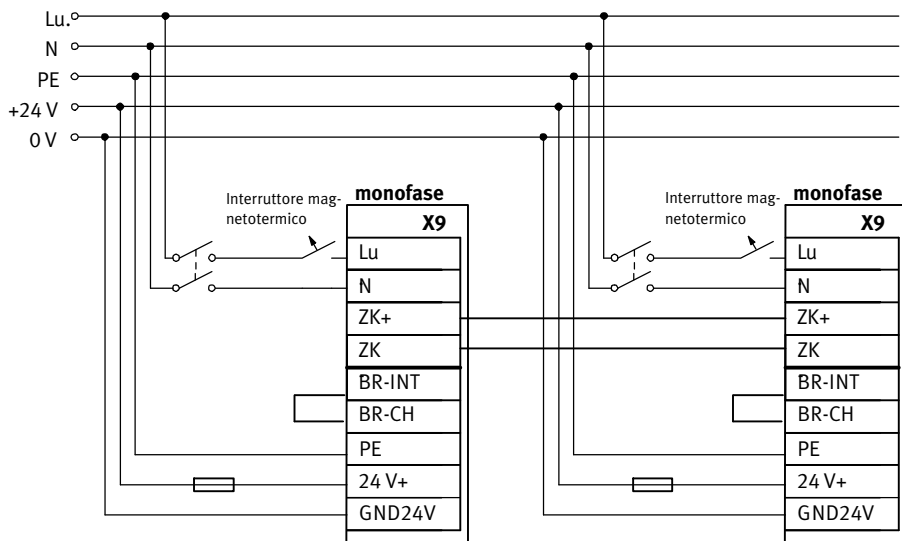 Lu.
N
PE
+24 V
0 V
Interruttore mag-
netotermico
monofase
X9
Lu
N
ZK+
ZK
BR-INT
BR-CH
PE
24 V+
GND24V
Interruttore mag-
netotermico
monofase
X9
Lu
N
ZK+
ZK
BR-INT
BR-CH
PE
24 V+
GND24V